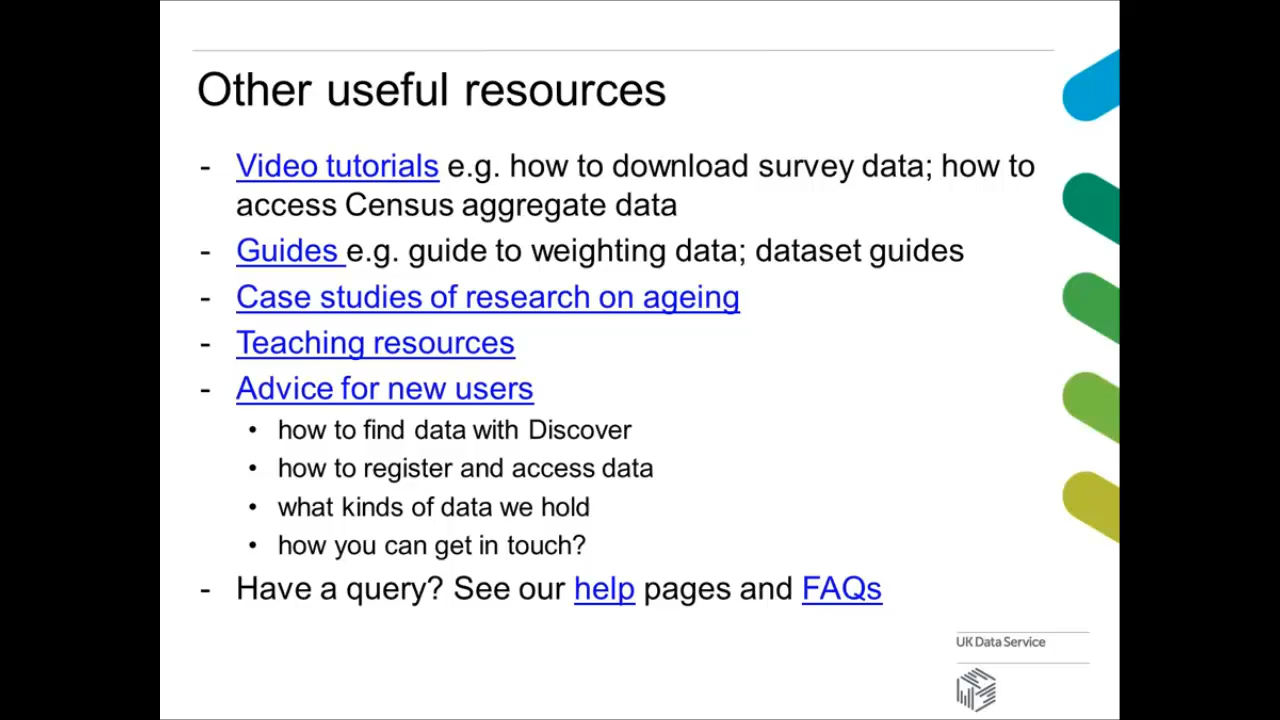 Other useful resources
- Video tutorials e.g. how to download survey data; how to
access Census aggregate data
- Guides e.g. guide to weighting data; dataset guides
- Case studies of research on ageing
- Teaching resources
- Advice for new users
• how to find data with Discover
• how to register and access data
• what kinds of data we hold
• how you can get in touch?
- Have a query? See our help pages and FAQs
UK Data Service